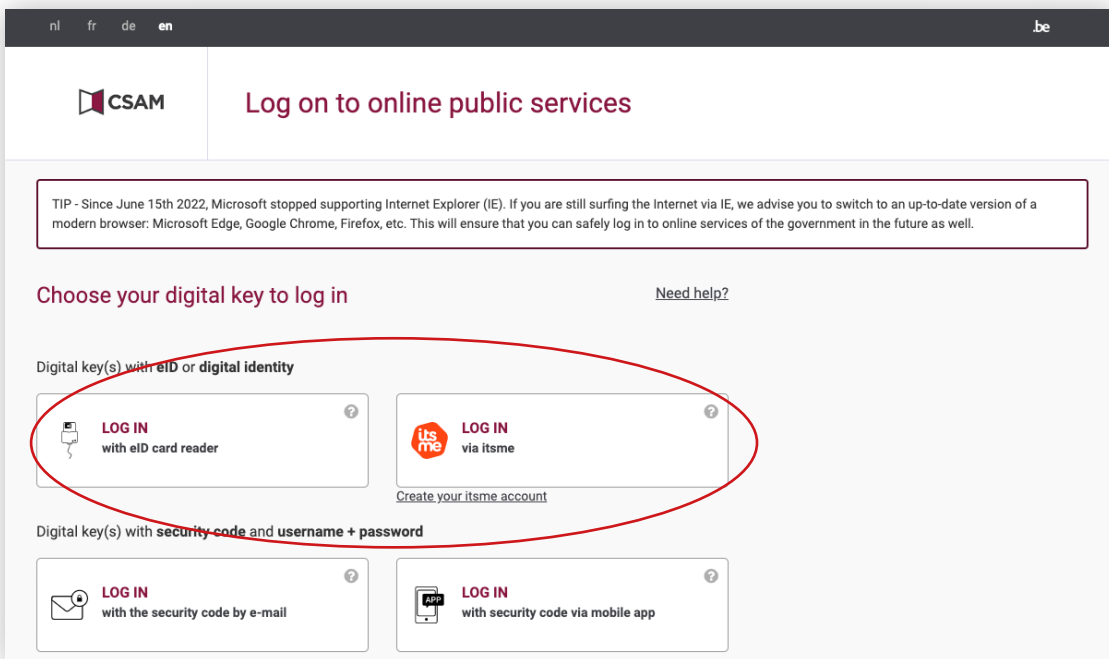 nl fr de en .be
CSAM
Log on to online public services
TIP - Since June 15th 2022, Microsoft stopped supporting Internet Explorer (IE). If you are still surfing the Internet via IE, we advise you to switch to an up-to-date version of a
modern browser: Microsoft Edge, Google Chrome, Firefox, etc. This will ensure that you can safely log in to online services of the government in the future as well.
Choose your digital key to log in
Need help?
Digital key(s) with eID or digital identity
?
LOG IN
with eID card reader
?
its
me
LOG IN
via itsme
Create your itsme account
Digital key(s) with security code and username + password
?
LOG IN
with the security code by e-mail
?
APP
LOG IN
with security code via mobile app